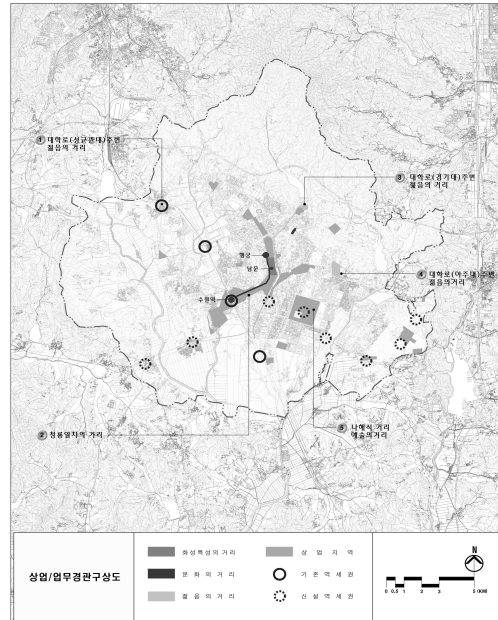 1 대학로(성균관대)주변
젊음의 거리
3 대학로(경기대)주변
젊음의 거리
행궁
남문
4 대학로(아주대)주변
젊음의거리
수원역
2 청룡열차의 거리
5 나혜석 거리
예술의거리
상업/업무경관구상도
화성특성의 거리
상 업 지 역
문 화 의 거 리
기 존 역 세 권
젊 음 의 거 리
신 설 역 세 권
N
0 0.5 1 2 3 5 (KM)